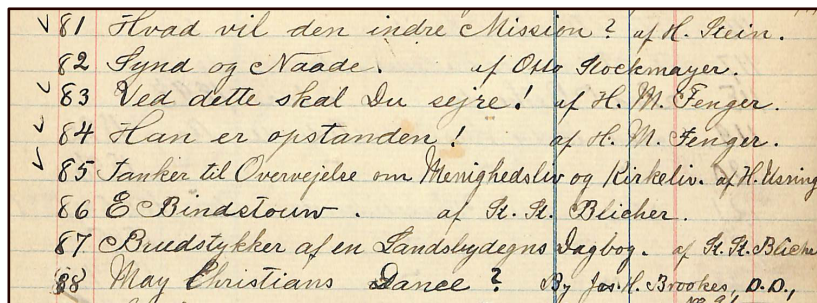 81 Hvad vil den indre Mission? af H. Stein.
82 Synd og Naade. af Otto Stockmayer.
83 Ved dette skal Du sejre! af H. M. Fenger.
84 Han er opstanden! af H. M. Fenger.
85 Tanker til Overvejelse om Menighedsliv og Kirkeliv. af H. Ussing
86 E Bindstouw. af St. St. Blicher.
87 Brudstykker af en Landsbydegns Dagbog. af St. St. Bliche
88 May Christians Dance? By Jas. H. Brookes, D.D.,